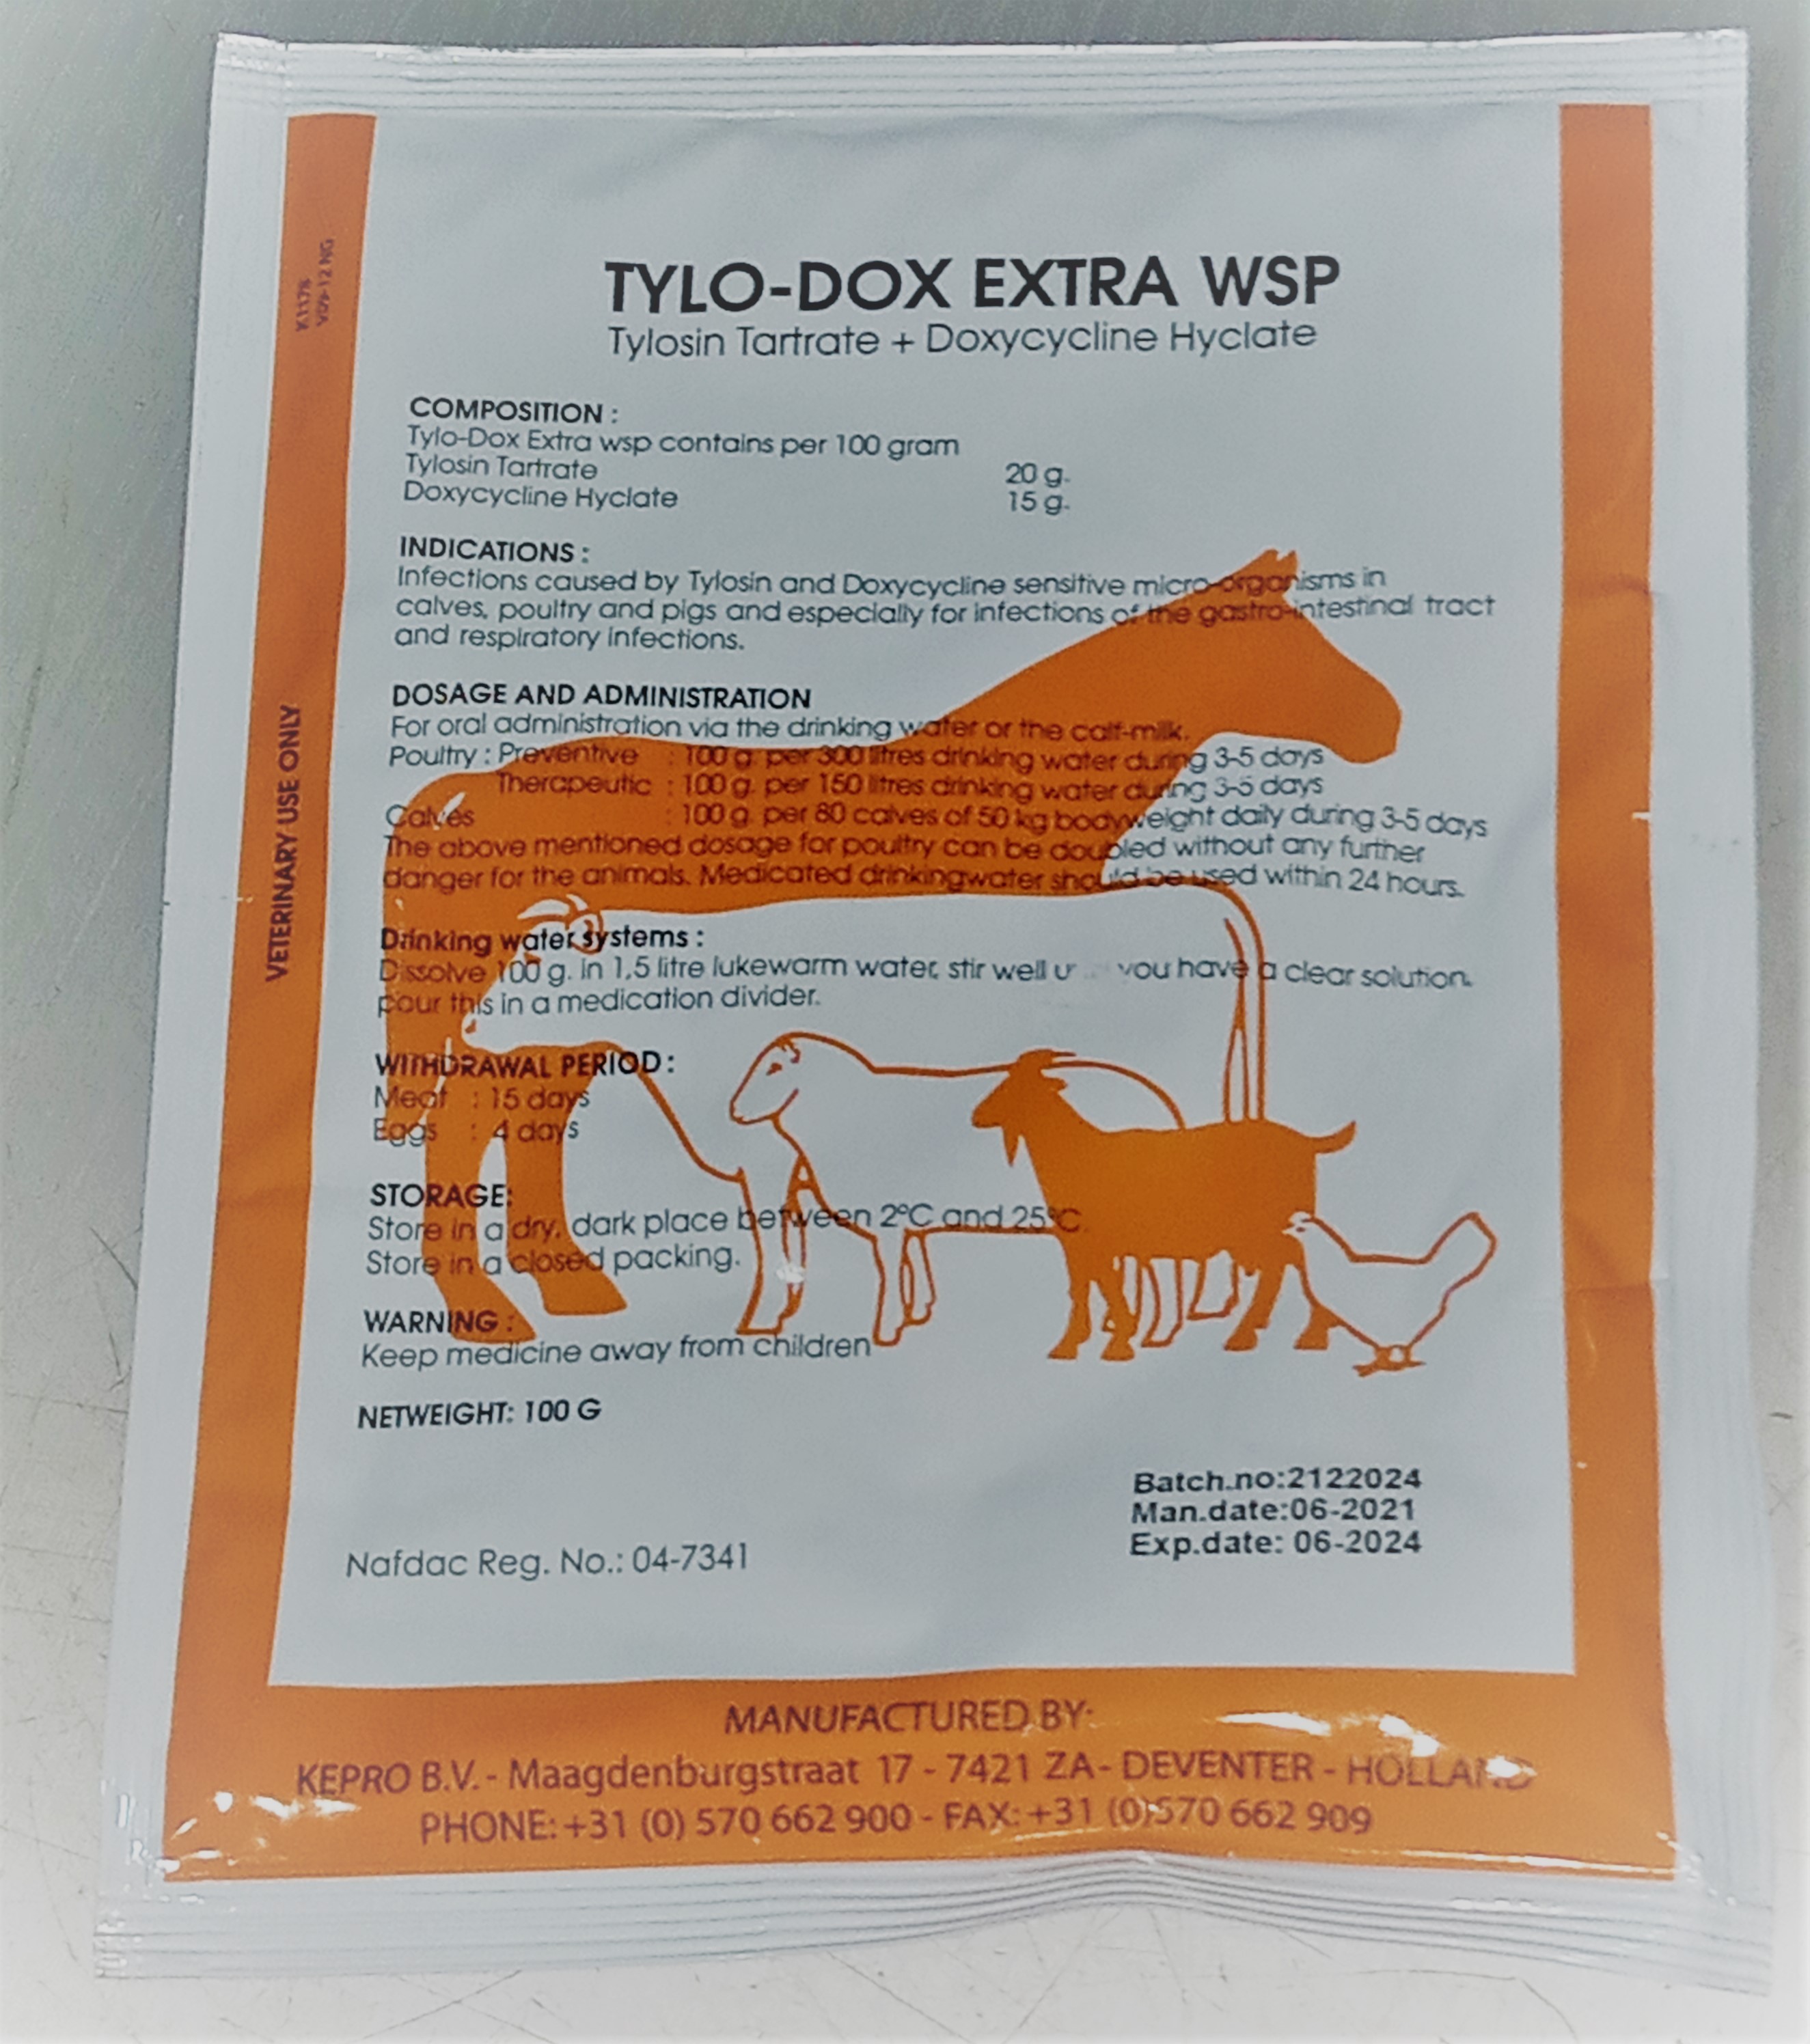 K1178
V09-12 NG
VETERINARY USE ONLY
TYLO-DOX EXTRA WSP
Tylosin Tartrate + Doxycycline Hyclate
COMPOSITION :
Tylo-Dox Extra wsp contains per 100 gram
Tylosin Tartrate 20 g.
Doxycycline Hyclate 15 g.
INDICATIONS :
Infections caused by Tylosin and Doxycycline sensitive micro-organisms in
calves, poultry and pigs and especially for infections of the gastro-intestinal tract
and respiratory infections.
DOSAGE AND ADMINISTRATION
For oral administration via the drinking water or the calf-milk.
Poultry : Preventive : 100 g. per 300 litres drinking water during 3-5 days
Therapeutic : 100 g. per 150 litres drinking water during 3-5 days
Calves : 100 g. per 80 calves of 50 kg bodyweight daily during 3-5 days
The above mentioned dosage for poultry can be doubled without any further
danger for the animals. Medicated drinkingwater should be used within 24 hours.
Drinking water systems :
Dissolve 100 g. in 1,5 litre lukewarm water, stir well you have a clear solution.
pour this in a medication divider.
WITHDRAWAL PERIOD :
Meat : 15 days
Eggs : 4 days
STORAGE:
Store in a dry, dark place between 2°C and 25°C.
Store in a closed packing.
WARNING :
Keep medicine away from children
NETWEIGHT: 100 G
Batch.no:2122024
Man.date:06-2021
Exp.date: 06-2024
Nafdac Reg. No.: 04-7341
MANUFACTURED BY:
KEPRO B.V. - Maagdenburgstraat 17 - 7421 ZA - DEVENTER - HOLLAND
PHONE: +31 (0) 570 662 900 - FAX: +31 (0) 570 662 909